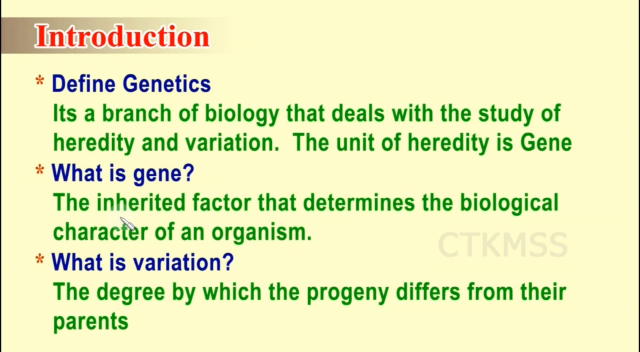 Introduction
* Define Genetics
Its a branch of biology that deals with the study of
heredity and variation. The unit of heredity is Gene
* What is gene?
The inherited factor that determines the biological
character of an organism.
CTKMSS
* What is variation?
The degree by which the progeny differs from their
parents